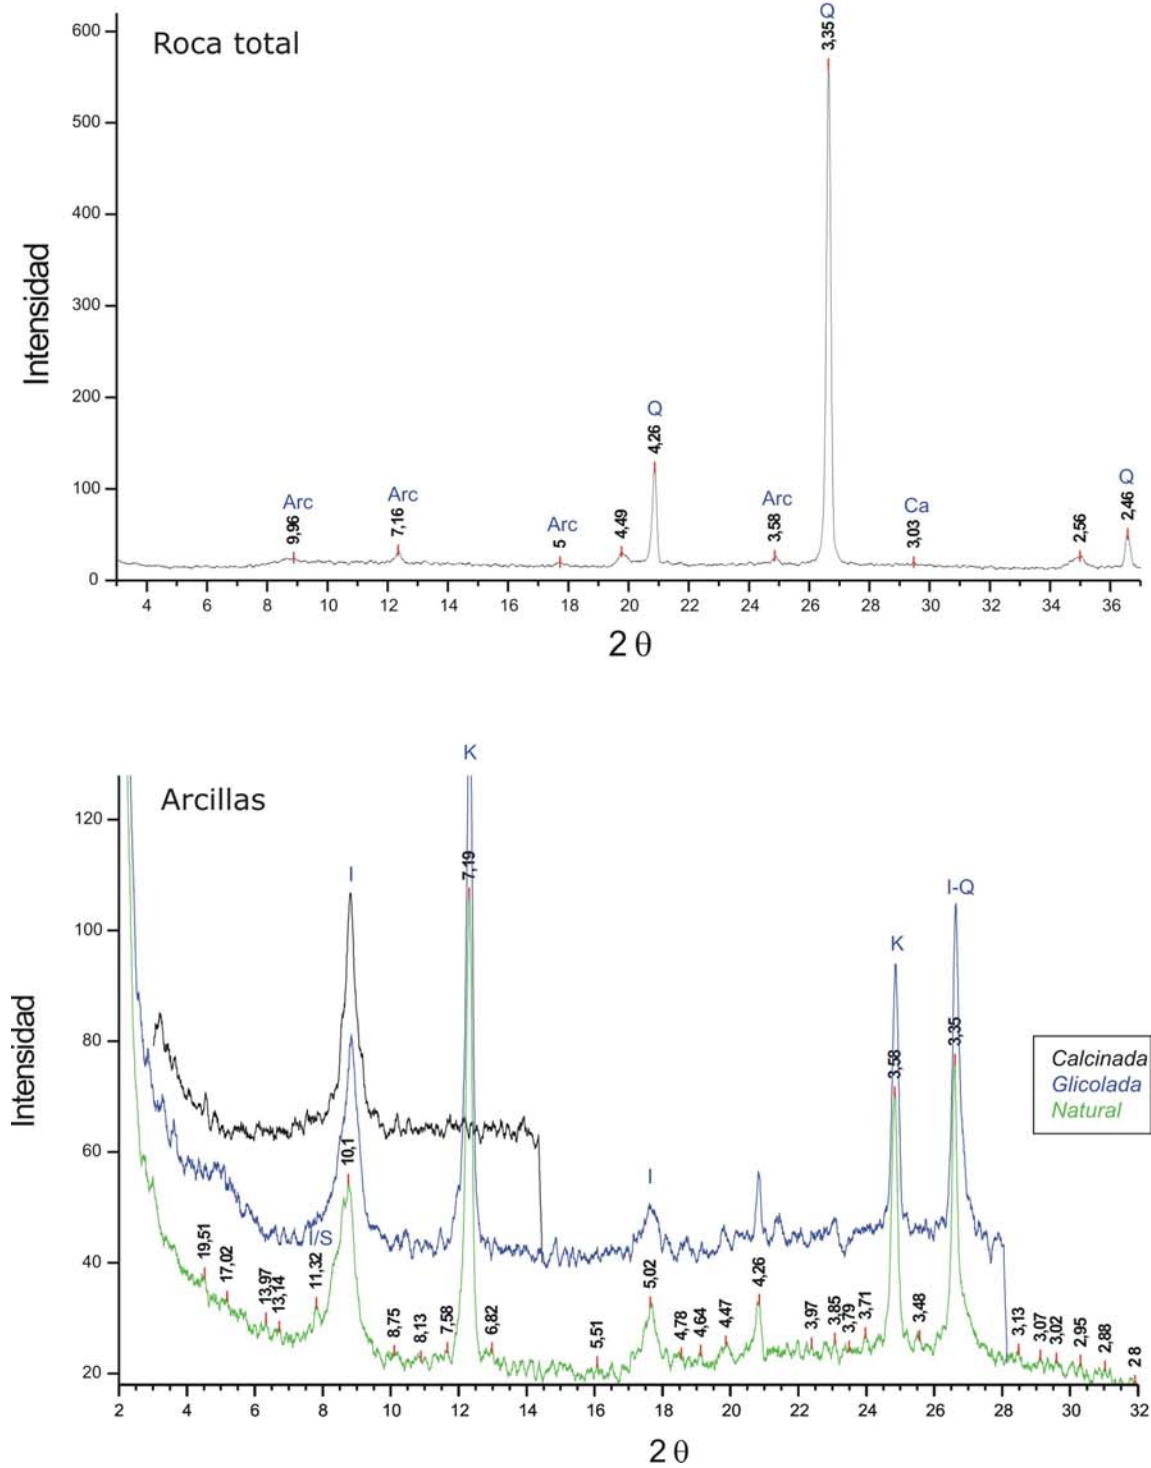 Roca total
Intensidad
600
500
400
300
200
100
0
Q
3,35
Q
4,26
Arc
9,96
Arc
7,16
Arc
5
4,49
Arc
3,58
Ca
3,03
2,56
Q
2,46
4 6 8 10 12 14 16 18 20 22 24 26 28 30 32 34 36
2 θ
Arcillas
Intensidad
120
100
80
60
40
20
K
7,19
I
10,1
I-Q
3,35
K
3,58
I
5,02
I/S
11,32
19,51
17,02
13,97
13,14
8,75
8,13
7,58
6,82
5,51
4,78
4,64
4,47
4,26
3,97
3,85
3,79
3,71
3,48
3,13
3,07
3,02
2,95
2,88
2 8
Calcinada
Glicolada
Natural
2 4 6 8 10 12 14 16 18 20 22 24 26 28 30 32
2 θ